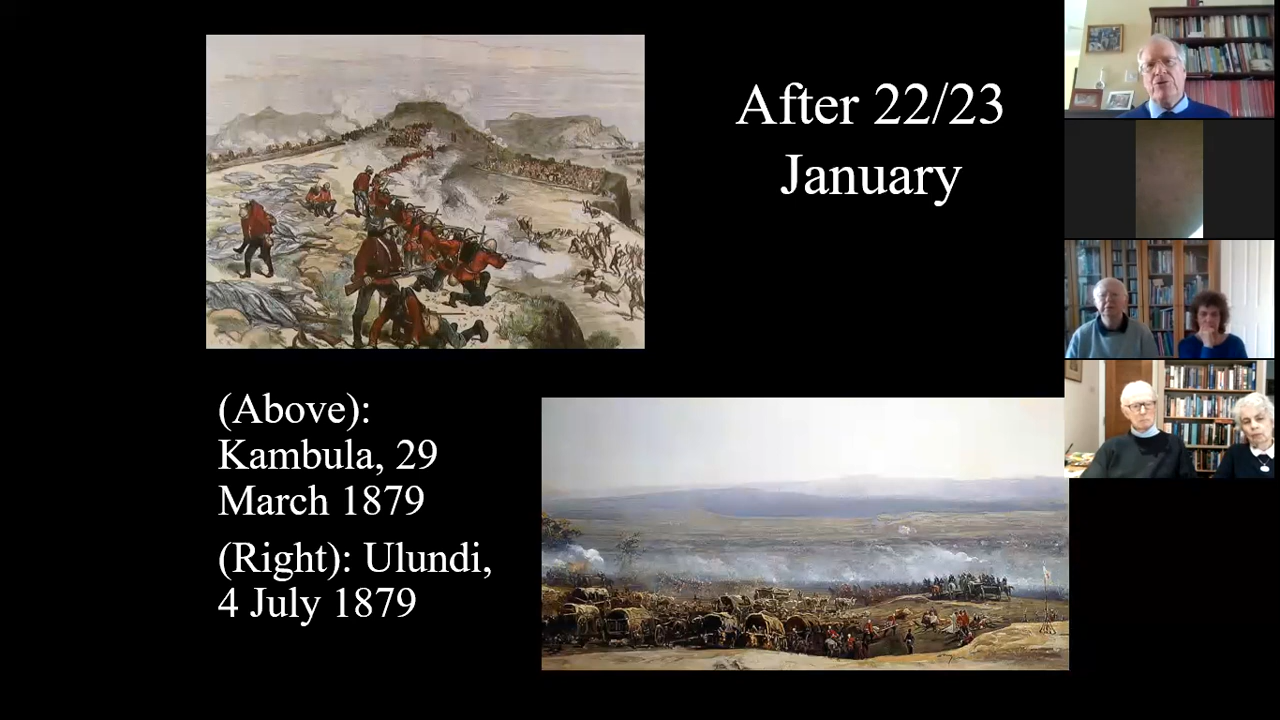 After 22/23
January
(Above):
Kambula, 29
March 1879
(Right): Ulundi,
4 July 1879